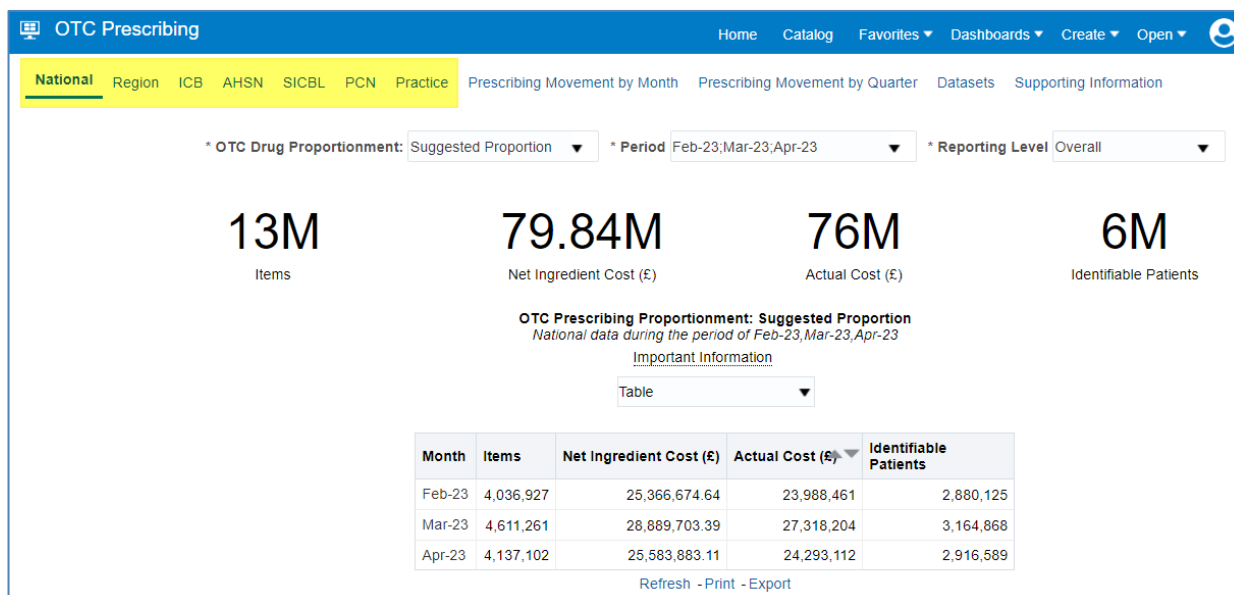 OTC Prescribing
Home Catalog Favorites Dashboards Create Open
National Region ICB AHSN SICBL PCN Practice Prescribing Movement by Month Prescribing Movement by Quarter Datasets Supporting Information
* OTC Drug Proportionment: Suggested Proportion * Period Feb-23;Mar-23;Apr-23 * Reporting Level Overall
13M 79.84M 76M 6M
Items Net Ingredient Cost (£) Actual Cost (£) Identifiable Patients
OTC Prescribing Proportionment: Suggested Proportion
National data during the period of Feb-23,Mar-23,Apr-23
Important Information
Table
Month Items Net Ingredient Cost (£) Actual Cost (£) Identifiable Patients
Feb-23 4,036,927 25,366,674.64 23,988,461 2,880,125
Mar-23 4,611,261 28,889,703.39 27,318,204 3,164,868
Apr-23 4,137,102 25,583,883.11 24,293,112 2,916,589
Refresh - Print - Export